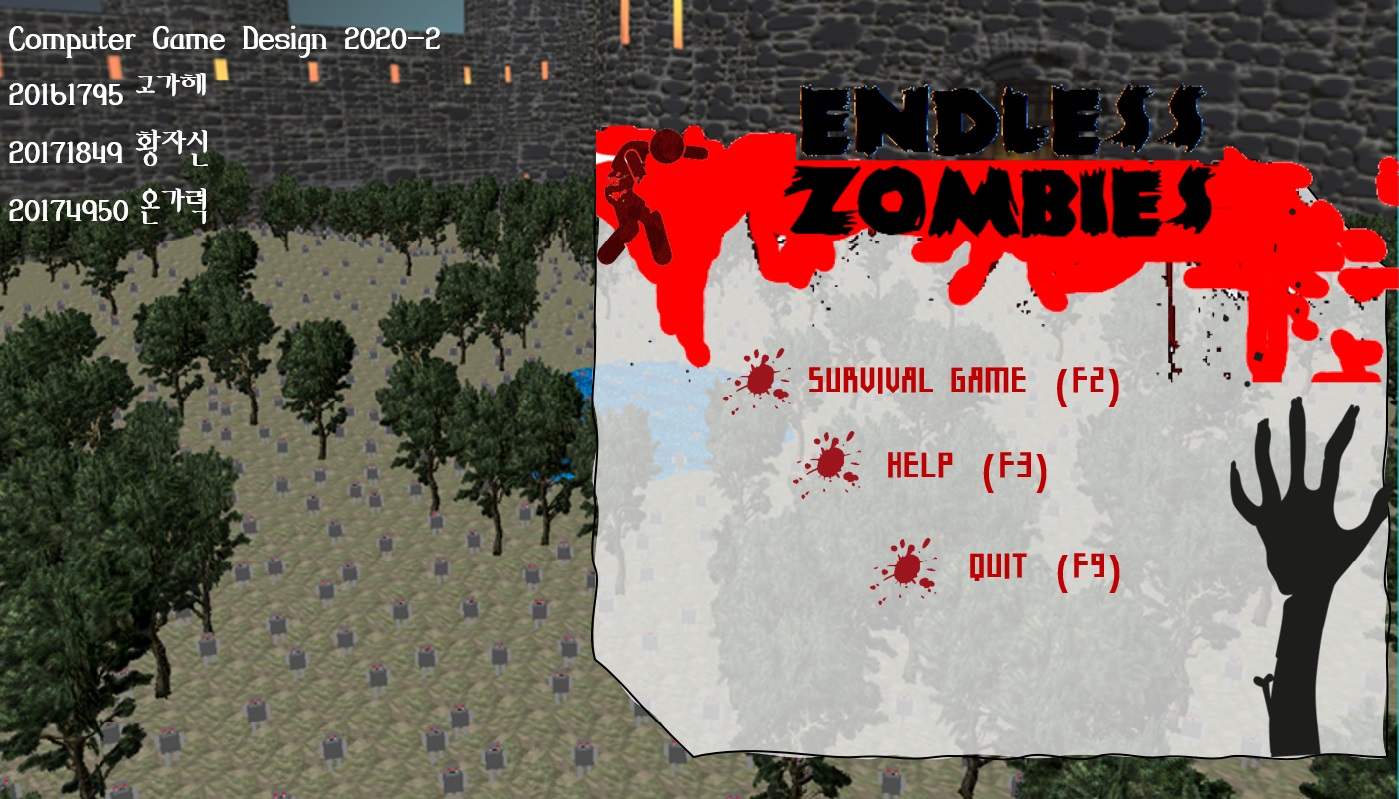 Computer Game Design 2020-2
20161795 고가혜
20171849 황자신
20174950 온가력
ENDLESS
ZOMBIES
SURVIVAL GAME (F2)
HELP (F3)
QUIT (F9)